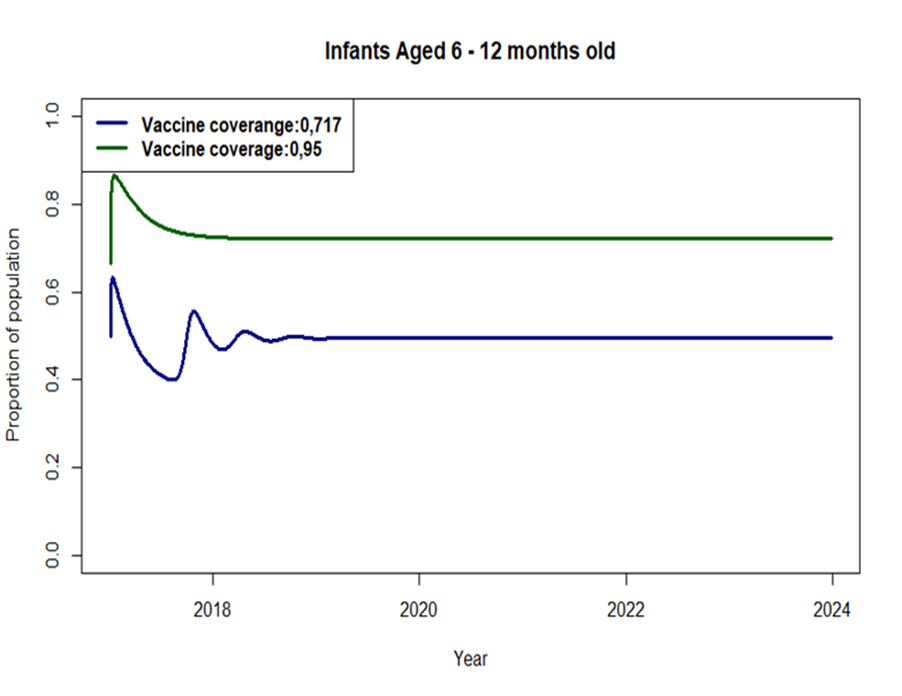 Infants Aged 6 - 12 months old
Vaccine coverange:0,717
Vaccine coverage:0,95
Proportion of population
1.0
0.8
0.6
0.4
0.2
0.0
2018
2020
2022
2024
Year